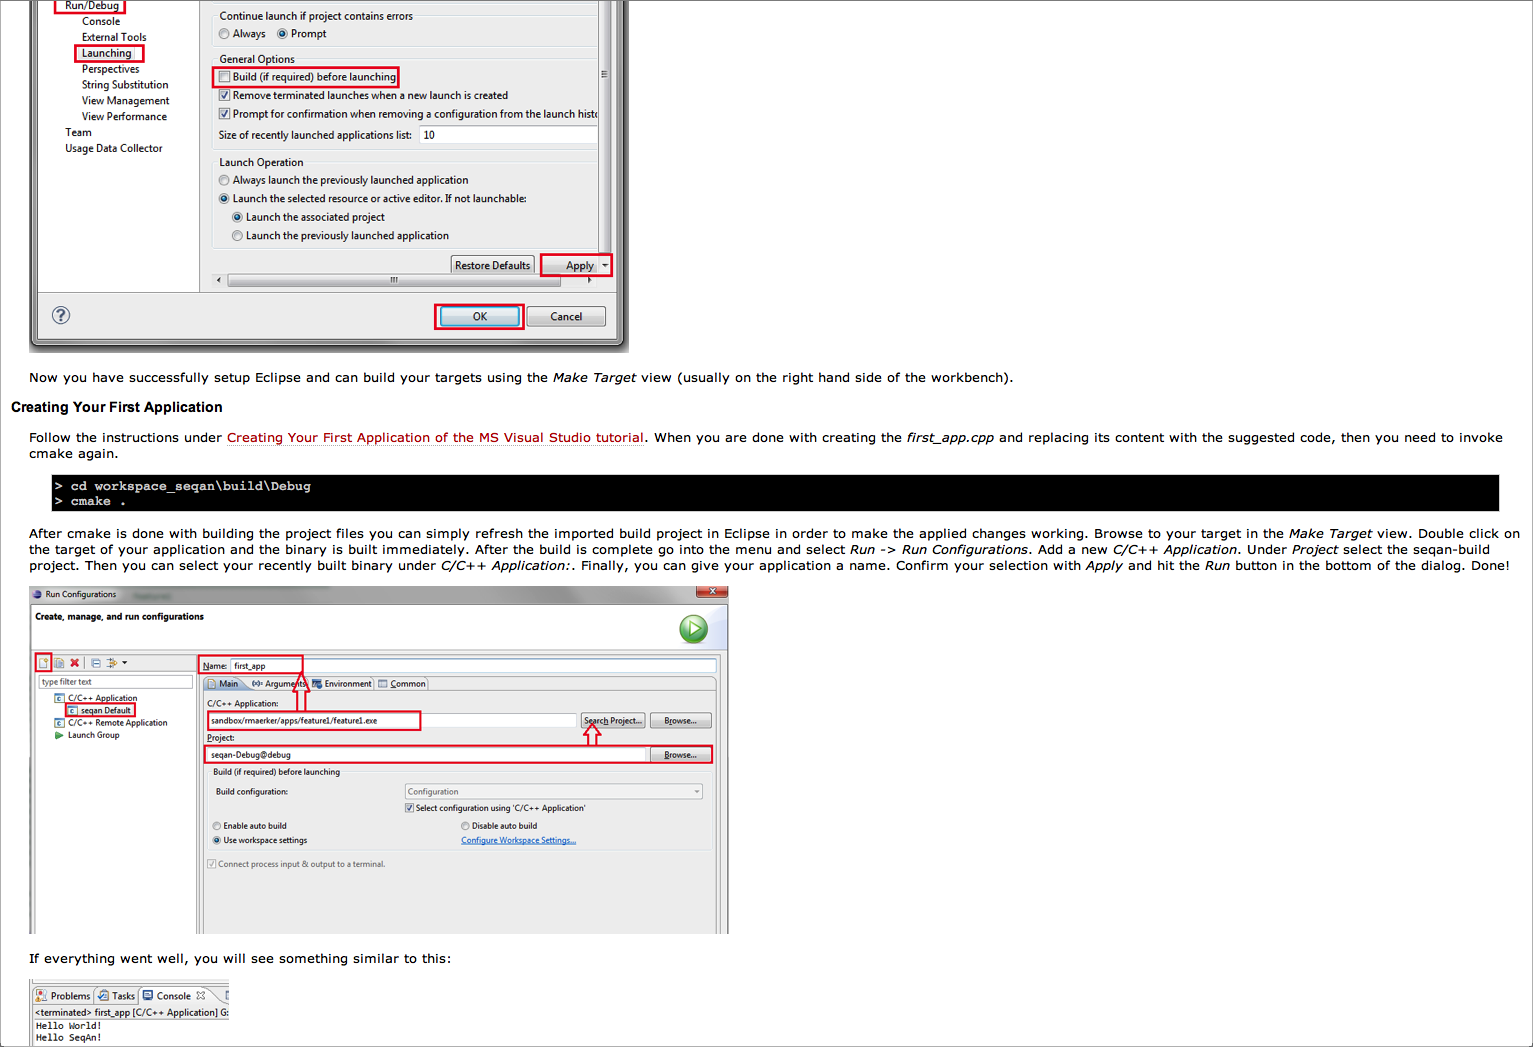 Run/Debug
Console
External Tools
Launching
Perspectives
String Substitution
View Management
View Performance
Team
Usage Data Collector
Continue launch if project contains errors
Always Prompt
General Options
Build (if required) before launching
Remove terminated launches when a new launch is created
Prompt for confirmation when removing a configuration from the launch histo
Size of recently launched applications list: 10
Launch Operation
Always launch the previously launched application
Launch the selected resource or active editor. If not launchable:
Launch the associated project
Launch the previously launched application
Restore Defaults Apply
OK Cancel
Now you have successfully setup Eclipse and can build your targets using the Make Target view (usually on the right hand side of the workbench).
Creating Your First Application
Follow the instructions under Creating Your First Application of the MS Visual Studio tutorial. When you are done with creating the first_app.cpp and replacing its content with the suggested code, then you need to invoke
cmake again.
> cd workspace_seqan\build\Debug
> cmake .
After cmake is done with building the project files you can simply refresh the imported build project in Eclipse in order to make the applied changes working. Browse to your target in the Make Target view. Double click on
the target of your application and the binary is built immediately. After the build is complete go into the menu and select Run -> Run Configurations. Add a new C/C++ Application. Under Project select the seqan-build
project. Then you can select your recently built binary under C/C++ Application:. Finally, you can give your application a name. Confirm your selection with Apply and hit the Run button in the bottom of the dialog. Done!
Run Configurations
Create, manage, and run configurations
type filter text
C/C++ Application
seqan Default
C/C++ Remote Application
Launch Group
Name: first_app
Main Arguments Environment Common
C/C++ Application:
sandbox/rmaerker/apps/feature1/feature1.exe Search Project... Browse...
Project:
seqan-Debug@debug Browse...
Build (if required) before launching
Build configuration: Configuration
Select configuration using 'C/C++ Application'
Enable auto build Disable auto build
Use workspace settings Configure Workspace Settings...
Connect process input & output to a terminal.
If everything went well, you will see something similar to this:
Problems Tasks Console
<terminated> first_app [C/C++ Application] G:
Hello World!
Hello SeqAn!